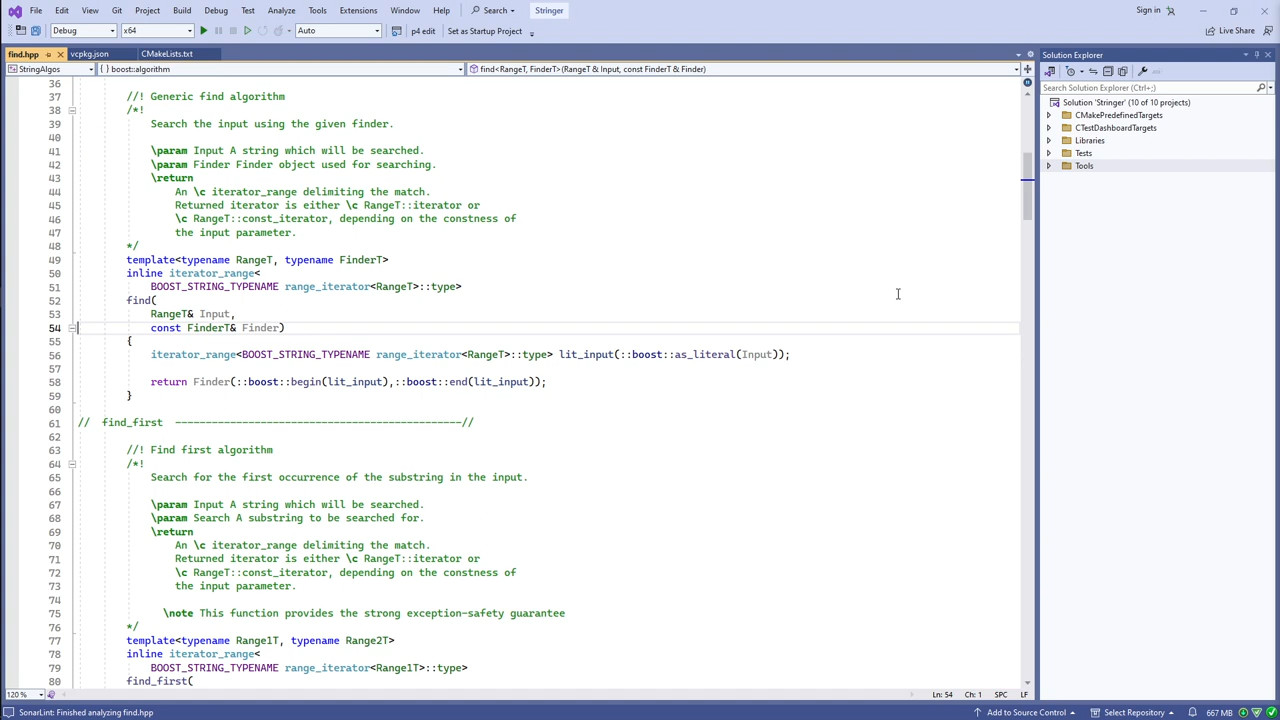 File Edit View Git Project Build Debug Test Analyze Tools Extensions Window Help Search Stringer Sign in
Debug x64 Auto p4 edit Set as Startup Project Live Share
find.hpp vcpkg.json CMakeLists.txt
StringAlgos { } boost::algorithm find<RangeT, FinderT>(RangeT & Input, const FinderT & Finder)
36
37 //! Generic find algorithm
38 /*!
39 Search the input using the given finder.
40
41 \param Input A string which will be searched.
42 \param Finder Finder object used for searching.
43 \return
44 An \c iterator_range delimiting the match.
45 Returned iterator is either \c RangeT::iterator or
46 \c RangeT::const_iterator, depending on the constness of
47 the input parameter.
48 */
49 template<typename RangeT, typename FinderT>
50 inline iterator_range<
51 BOOST_STRING_TYPENAME range_iterator<RangeT>::type>
52 find(
53 RangeT& Input,
54 const FinderT& Finder)
55 {
56 iterator_range<BOOST_STRING_TYPENAME range_iterator<RangeT>::type> lit_input(::boost::as_literal(Input));
57
58 return Finder(::boost::begin(lit_input),::boost::end(lit_input));
59 }
60
61 // find_first -----------------------------------------------//
62
63 //! Find first algorithm
64 /*!
65 Search for the first occurrence of the substring in the input.
66
67 \param Input A string which will be searched.
68 \param Search A substring to be searched for.
69 \return
70 An \c iterator_range delimiting the match.
71 Returned iterator is either \c RangeT::iterator or
72 \c RangeT::const_iterator, depending on the constness of
73 the input parameter.
74
75 \note This function provides the strong exception-safety guarantee
76 */
77 template<typename Range1T, typename Range2T>
78 inline iterator_range<
79 BOOST_STRING_TYPENAME range_iterator<Range1T>::type>
80 find_first(
120 % Ln: 54 Ch: 1 SPC LF
Solution Explorer
Search Solution Explorer (Ctrl+;)
Solution 'Stringer' (10 of 10 projects)
CMakePredefinedTargets
CTestDashboardTargets
Libraries
Tests
Tools
SonarLint: Finished analyzing find.hpp Add to Source Control Select Repository 667 MB